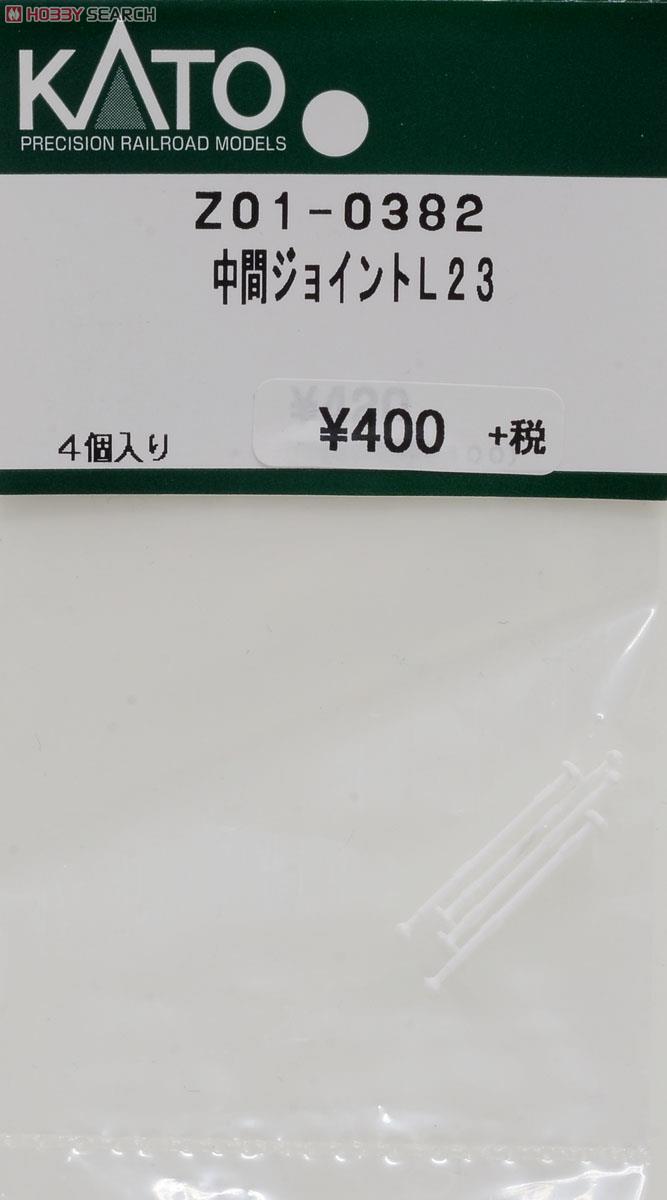 HOBBY SEARCH
KATO
PRECISION RAILROAD MODELS
Z01-0382
中間ジョイントL23
4個入り
¥400 +税